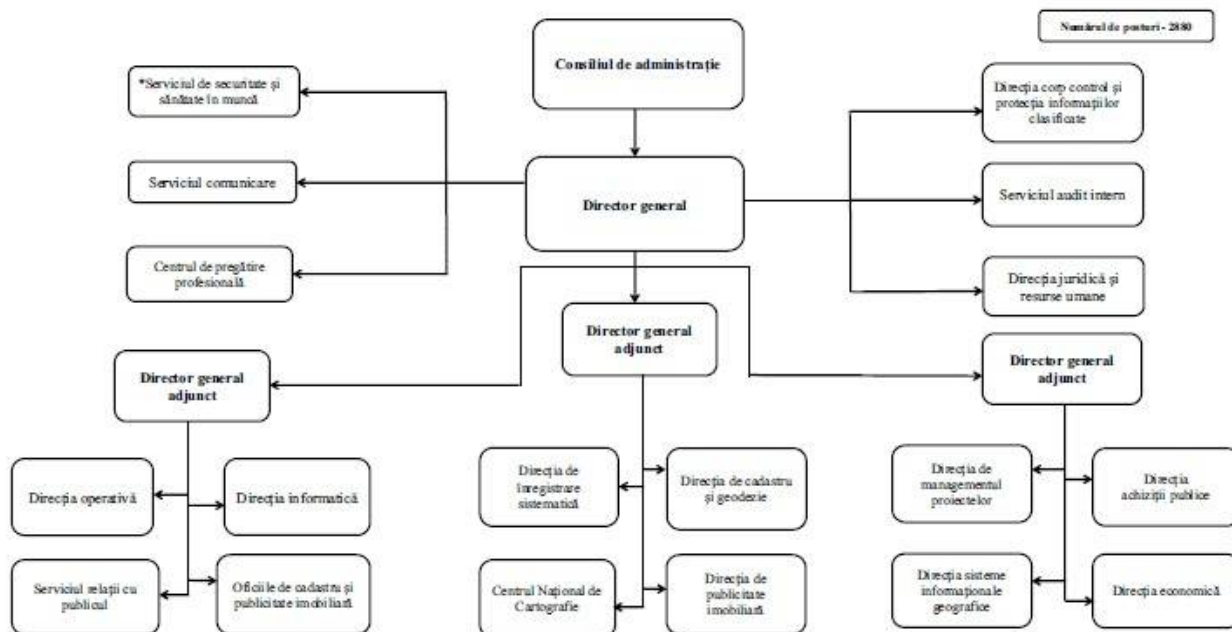 Numărul de posturi - 2880
Consiliul de administrație
*Serviciul de securitate și
sănătate în muncă
Direcția corp control și
protecția informațiilor
clasificate
Serviciul comunicare
Director general
Serviciul audit intern
Centrul de pregătire
profesională
Direcția juridică și
resurse umane
Director general
adjunct
Director general
adjunct
Director general
adjunct
Direcția operativă
Direcția informatică
Direcția de
înregistrare
sistematică
Direcția de cadastru
și geodezie
Direcția de
managementul
proiectelor
Direcția
achiziții publice
Serviciul relații cu
publicul
Oficiile de cadastru și
publicitate imobiliară
Centrul Național de
Cartografie
Direcția de
publicitate
imobiliară
Direcția sisteme
informaționale
geografice
Direcția economică